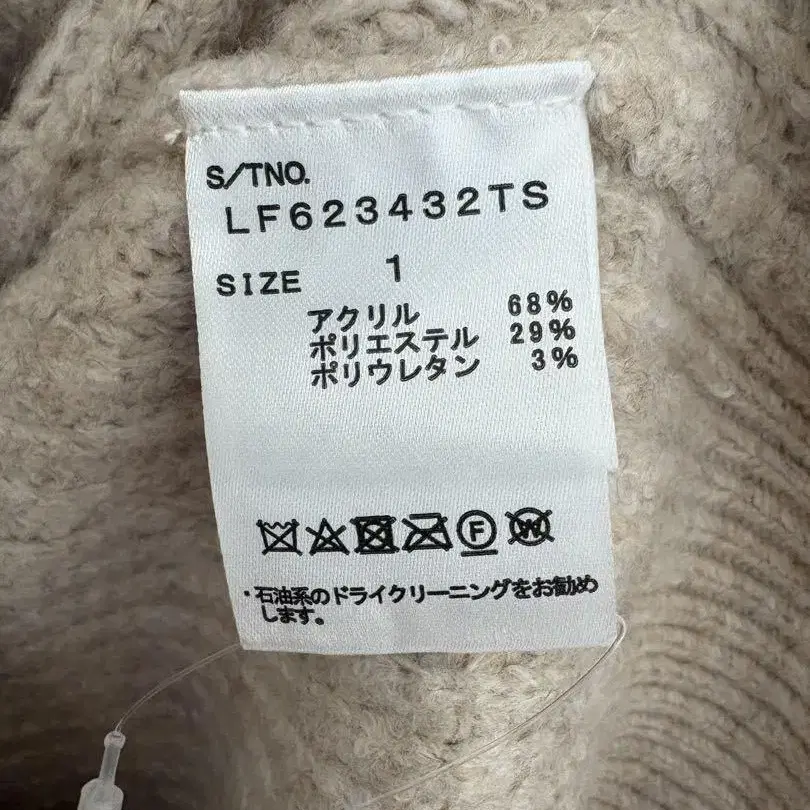 S/TNO.
LF623432TS
SIZE 1
アクリル 68%
ポリエステル 29%
ポリウレタン 3%
F W
・石油系のドライクリーニングをお勧め
します。